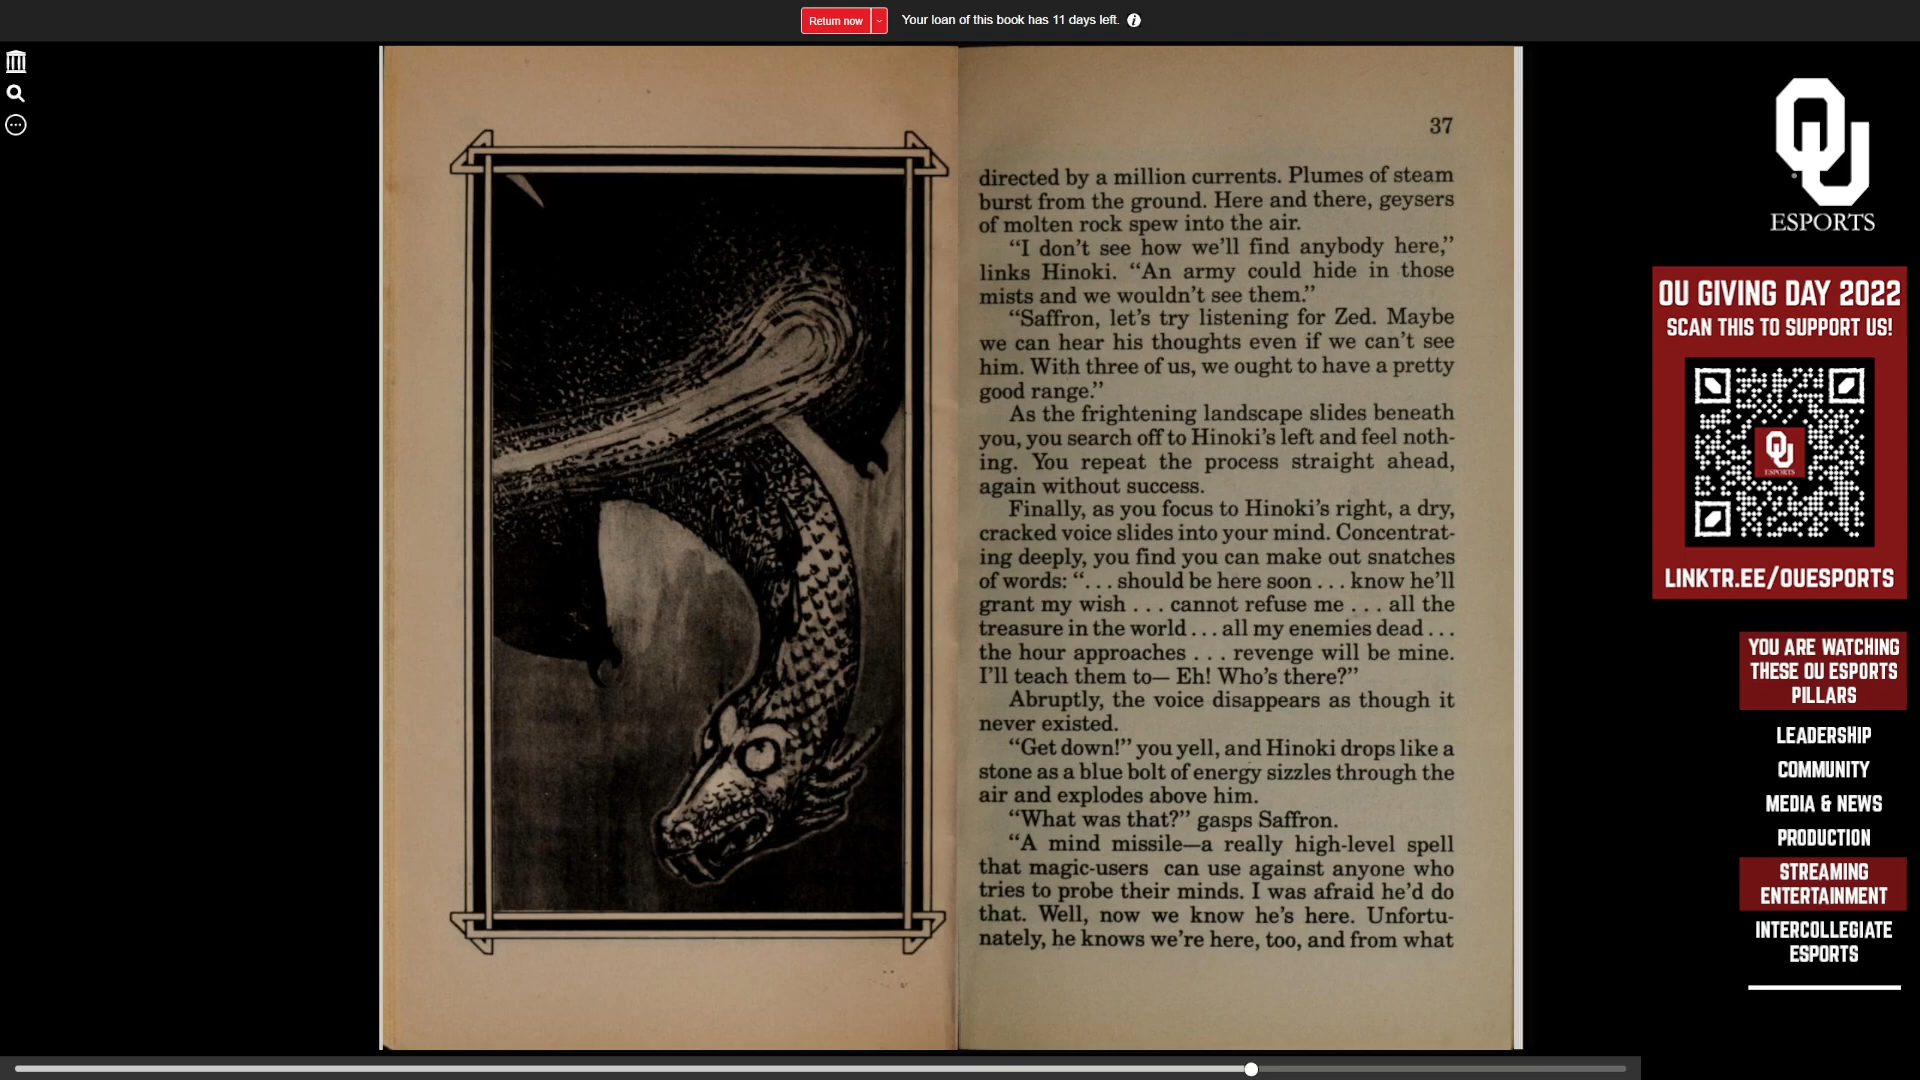 Return now
Your loan of this book has 11 days left.
37
directed by a million currents. Plumes of steam
burst from the ground. Here and there, geysers
of molten rock spew into the air.
“I don’t see how we’ll find anybody here,”
links Hinoki. “An army could hide in those
mists and we wouldn’t see them.”
“Saffron, let’s try listening for Zed. Maybe
we can hear his thoughts even if we can’t see
him. With three of us, we ought to have a pretty
good range.”
As the frightening landscape slides beneath
you, you search off to Hinoki’s left and feel noth-
ing. You repeat the process straight ahead,
again without success.
Finally, as you focus to Hinoki’s right, a dry,
cracked voice slides into your mind. Concentrat-
ing deeply, you find you can make out snatches
of words: “. . . should be here soon . . . know he’ll
grant my wish . . . cannot refuse me . . . all the
treasure in the world . . . all my enemies dead . . .
the hour approaches . . . revenge will be mine.
I’ll teach them to— Eh! Who’s there?”
Abruptly, the voice disappears as though it
never existed.
“Get down!” you yell, and Hinoki drops like a
stone as a blue bolt of energy sizzles through the
air and explodes above him.
“What was that?” gasps Saffron.
“A mind missile—a really high-level spell
that magic-users can use against anyone who
tries to probe their minds. I was afraid he’d do
that. Well, now we know he’s here. Unfortu-
nately, he knows we’re here, too, and from what
OU
ESPORTS
OU GIVING DAY 2022
SCAN THIS TO SUPPORT US!
OU
ESPORTS
LINKTR.EE/OUESPORTS
YOU ARE WATCHING
THESE OU ESPORTS
PILLARS
LEADERSHIP
COMMUNITY
MEDIA & NEWS
PRODUCTION
STREAMING
ENTERTAINMENT
INTERCOLLEGIATE
ESPORTS